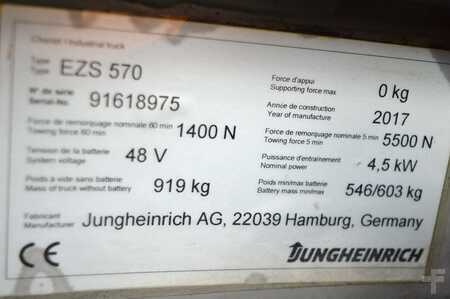 Chariot / Industrial truck
Type
Type EZS 570
N° de série
Serial-No. 91618975
Force de remorquage nominale 60 min
Towing force 60 min 1400 N
Tension de la batterie
System voltage 48 V
Poids à vide sans batterie
Mass of truck without battery 919 kg
Force d'appui
Supporting force max 0 kg
Année de construction
Year of manufacture 2017
Force de remorquage nominale 5 min
Towing force 5 min 5500 N
Puissance d'entraînement
Nominal power 4,5 kW
Poids min/max batterie
Battery mass min/max 546/603 kg
Fabricant
Manufacturer Jungheinrich AG, 22039 Hamburg, Germany
CE
JUNGHEINRICH